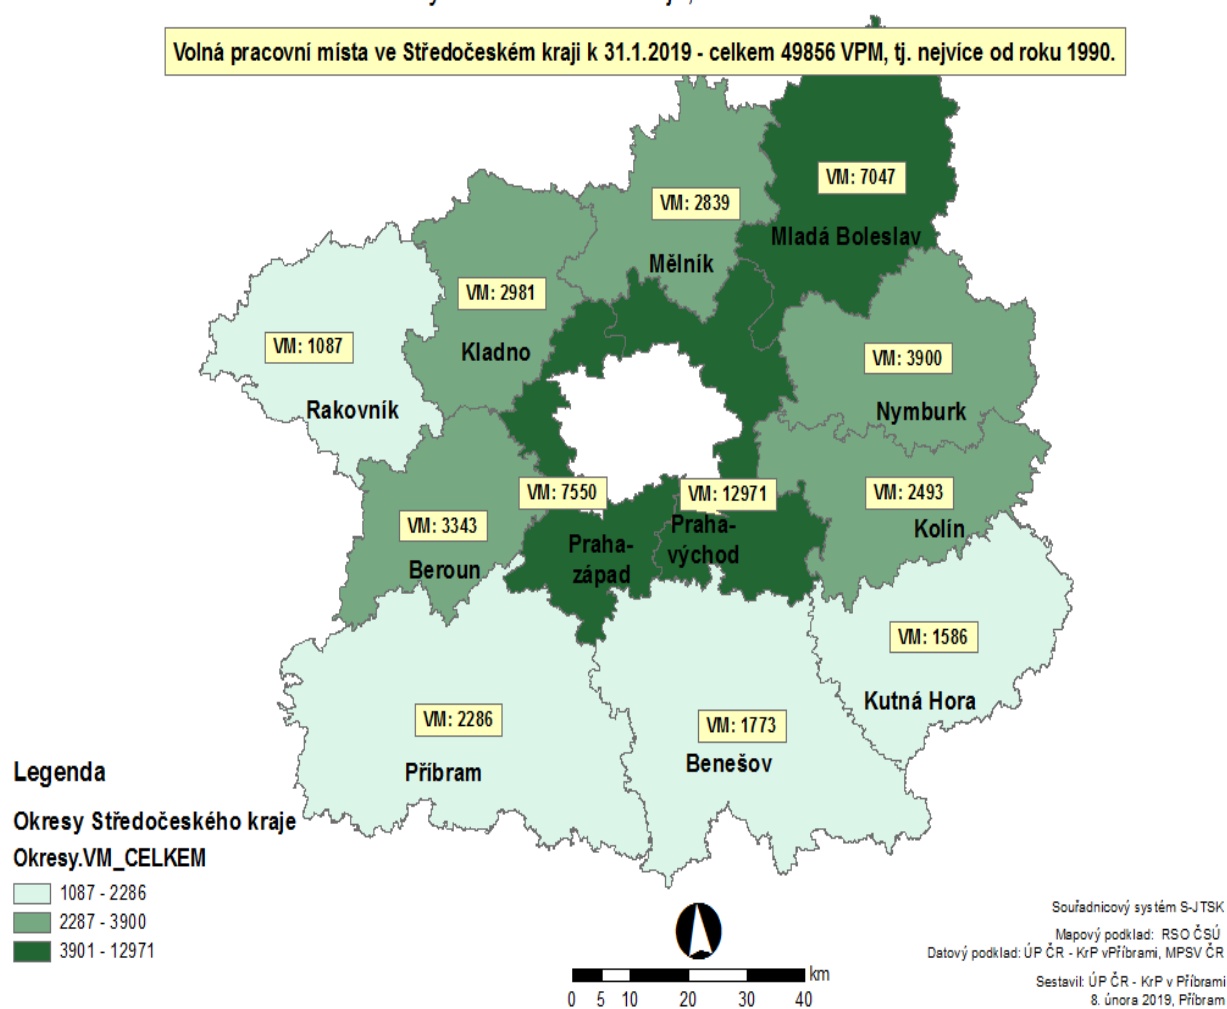 Volná pracovní místa ve Středočeském kraji k 31.1.2019 - celkem 49856 VPM, tj. nejvíce od roku 1990.
VM: 7047
Mladá Boleslav
VM: 2839
Mělník
VM: 2981
Kladno
VM: 1087
Rakovník
VM: 3900
Nymburk
VM: 2493
Kolín
VM: 7550
Praha-
západ
VM: 12971
Praha-
východ
VM: 3343
Beroun
VM: 1586
Kutná Hora
VM: 2286
Příbram
VM: 1773
Benešov
Legenda
Okresy Středočeského kraje
Okresy.VM_CELKEM
1087 - 2286
2287 - 3900
3901 - 12971
km
0 5 10 20 30 40
Souřadnicový systém S-JTSK
Mapový podklad: RSO ČSÚ
Datový podklad: ÚP ČR - KrP vPříbrami, MPSV ČR
Sestavil: ÚP ČR - KrP v Příbrami
8. února 2019, Příbram